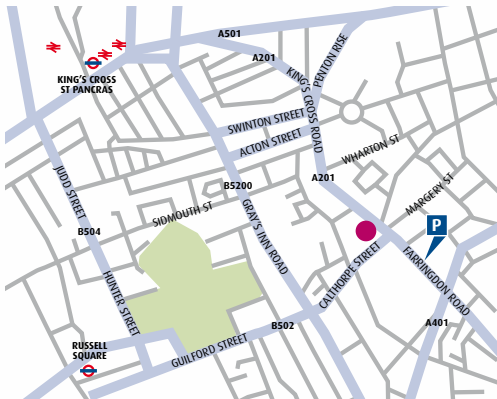 A501
A201
PENTON RISE
KING'S CROSS ROAD
KING'S CROSS
ST PANCRAS
SWINTON STREET
ACTON STREET
WHARTON ST
JUDD STREET
A201
B5200
MARGERY ST
SIDMOUTH ST
GRAY'S INN ROAD
P
B504
FARRINGDON ROAD
CALTHORPE STREET
HUNTER STREET
B502
A401
GUILFORD STREET
RUSSELL
SQUARE